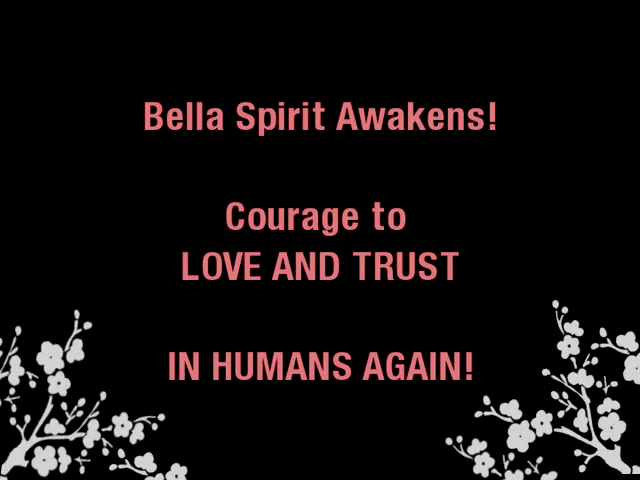 Bella Spirit Awakens!
Courage to
LOVE AND TRUST
IN HUMANS AGAIN!